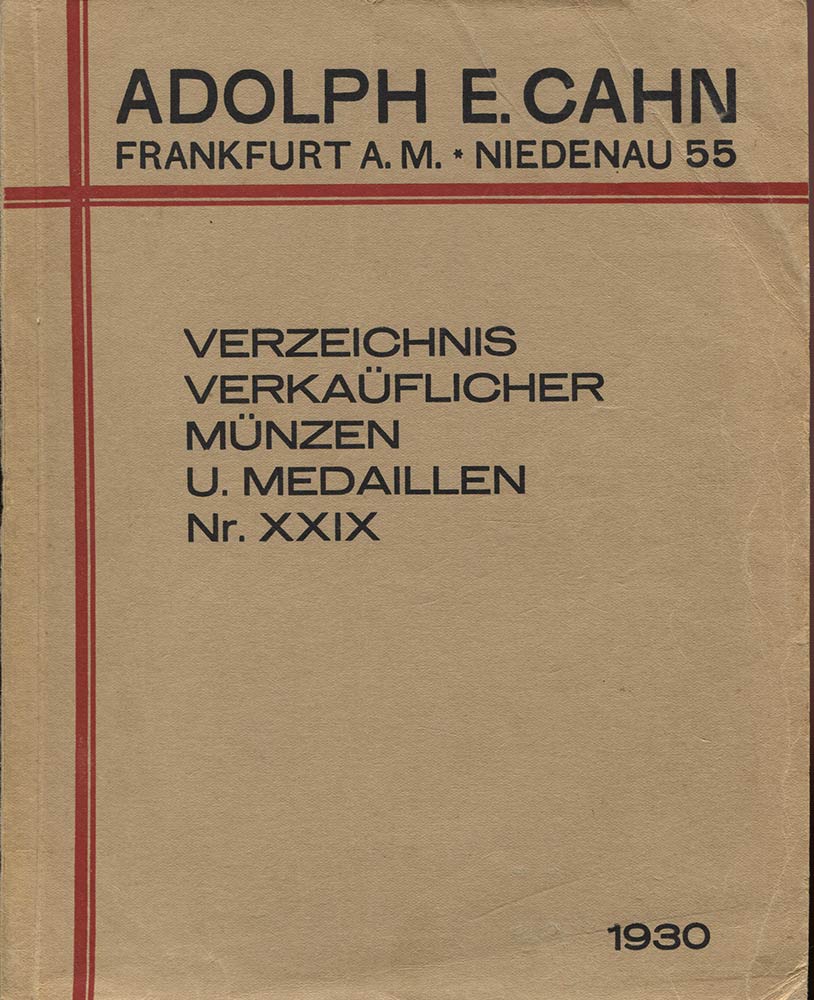 ADOLPH E. CAHN
FRANKFURT A. M. * NIEDENAU 55
VERZEICHNIS
VERKAÜFLICHER
MÜNZEN
U. MEDAILLEN
Nr. XXIX
1930